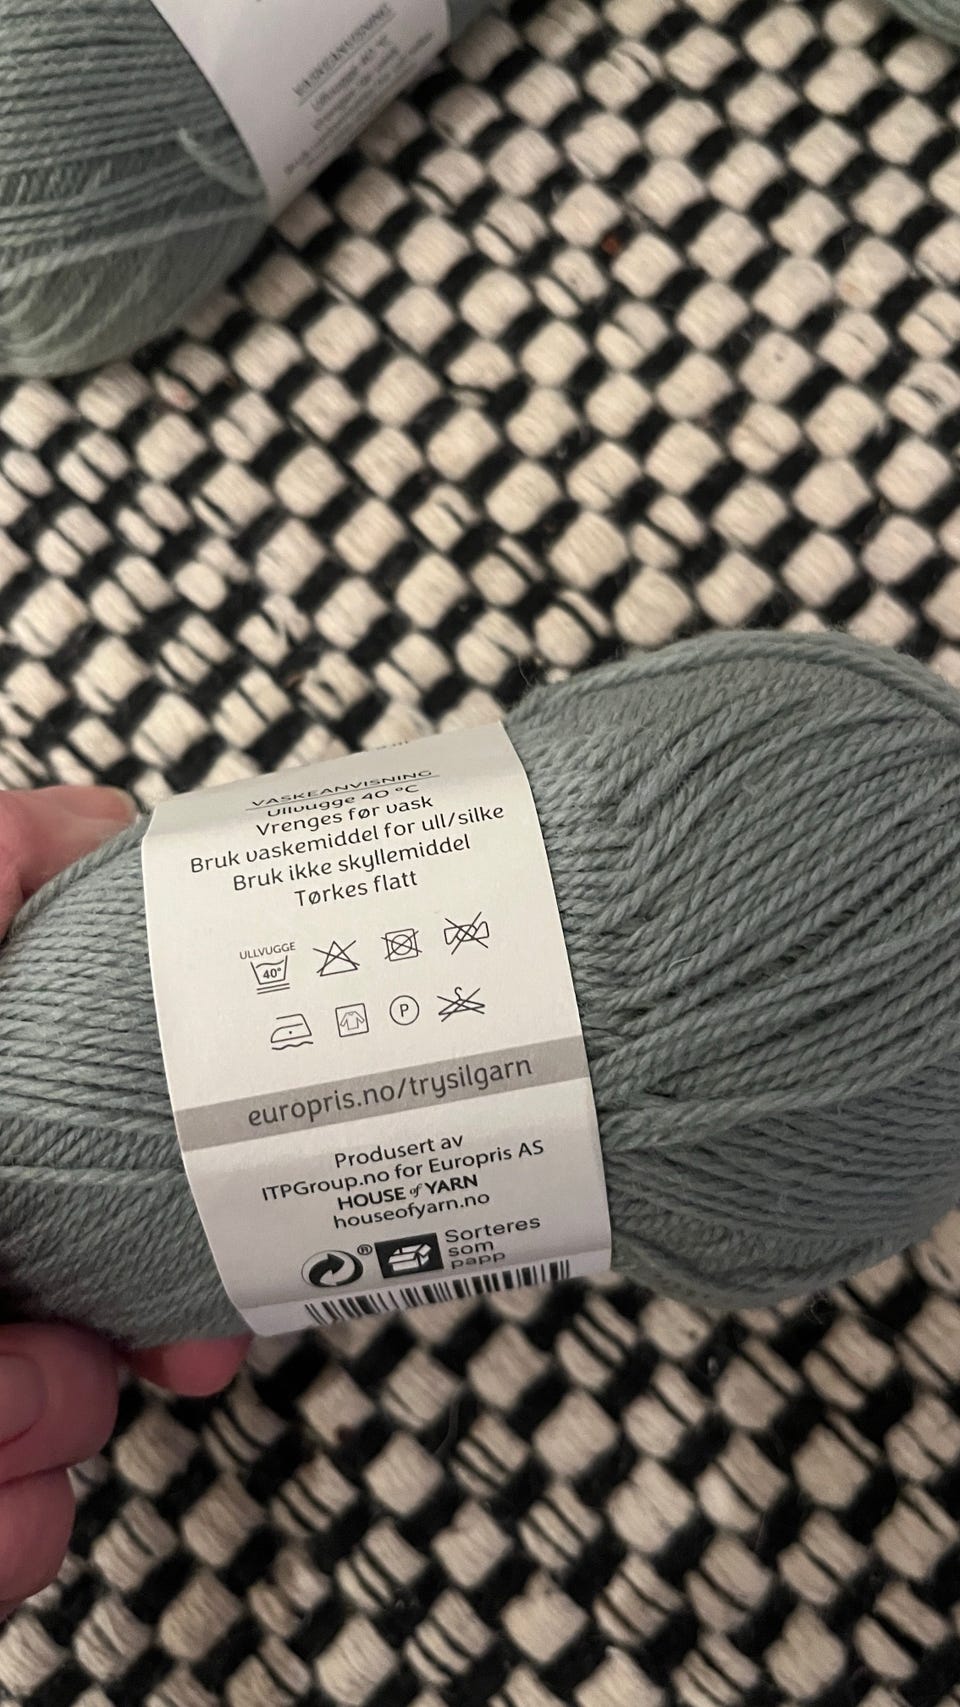 VASKEANVISNING
VASKEANVISNING
Ullvugge 40 °C
Vrenges før vask
Bruk vaskemiddel for ull/silke
Bruk ikke skyllemiddel
Tørkes flatt
ULLVUGGE
40°
P
europris.no/trysilgarn
Produsert av
ITPGroup.no for Europris AS
HOUSE of YARN
houseofyarn.no
®
Sorteres
som
papp